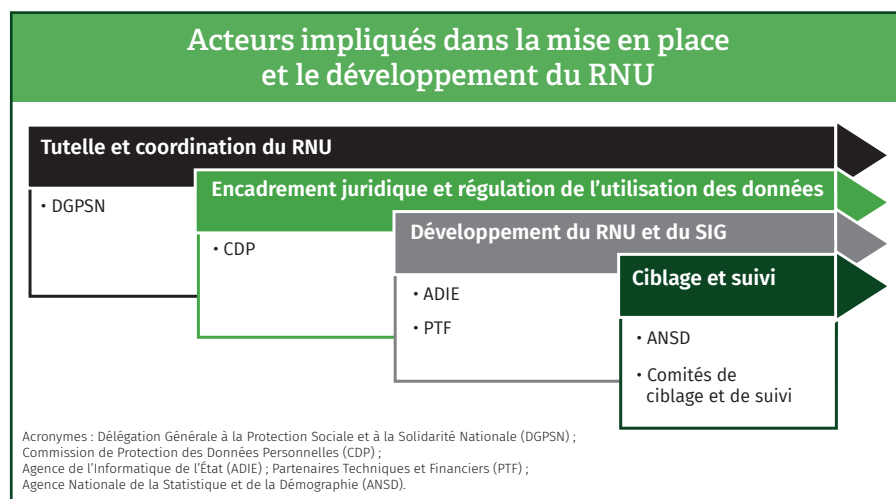 Acteurs impliqués dans la mise en place
et le développement du RNU
Tutelle et coordination du RNU
• DGPSN
Encadrement juridique et régulation de l'utilisation des données
• CDP
Développement du RNU et du SIG
• ADIE
• PTF
Ciblage et suivi
• ANSD
• Comités de
ciblage et de suivi
Acronymes : Délégation Générale à la Protection Sociale et à la Solidarité Nationale (DGPSN) ;
Commission de Protection des Données Personnelles (CDP) ;
Agence de l'Informatique de l'État (ADIE) ; Partenaires Techniques et Financiers (PTF) ;
Agence Nationale de la Statistique et de la Démographie (ANSD).